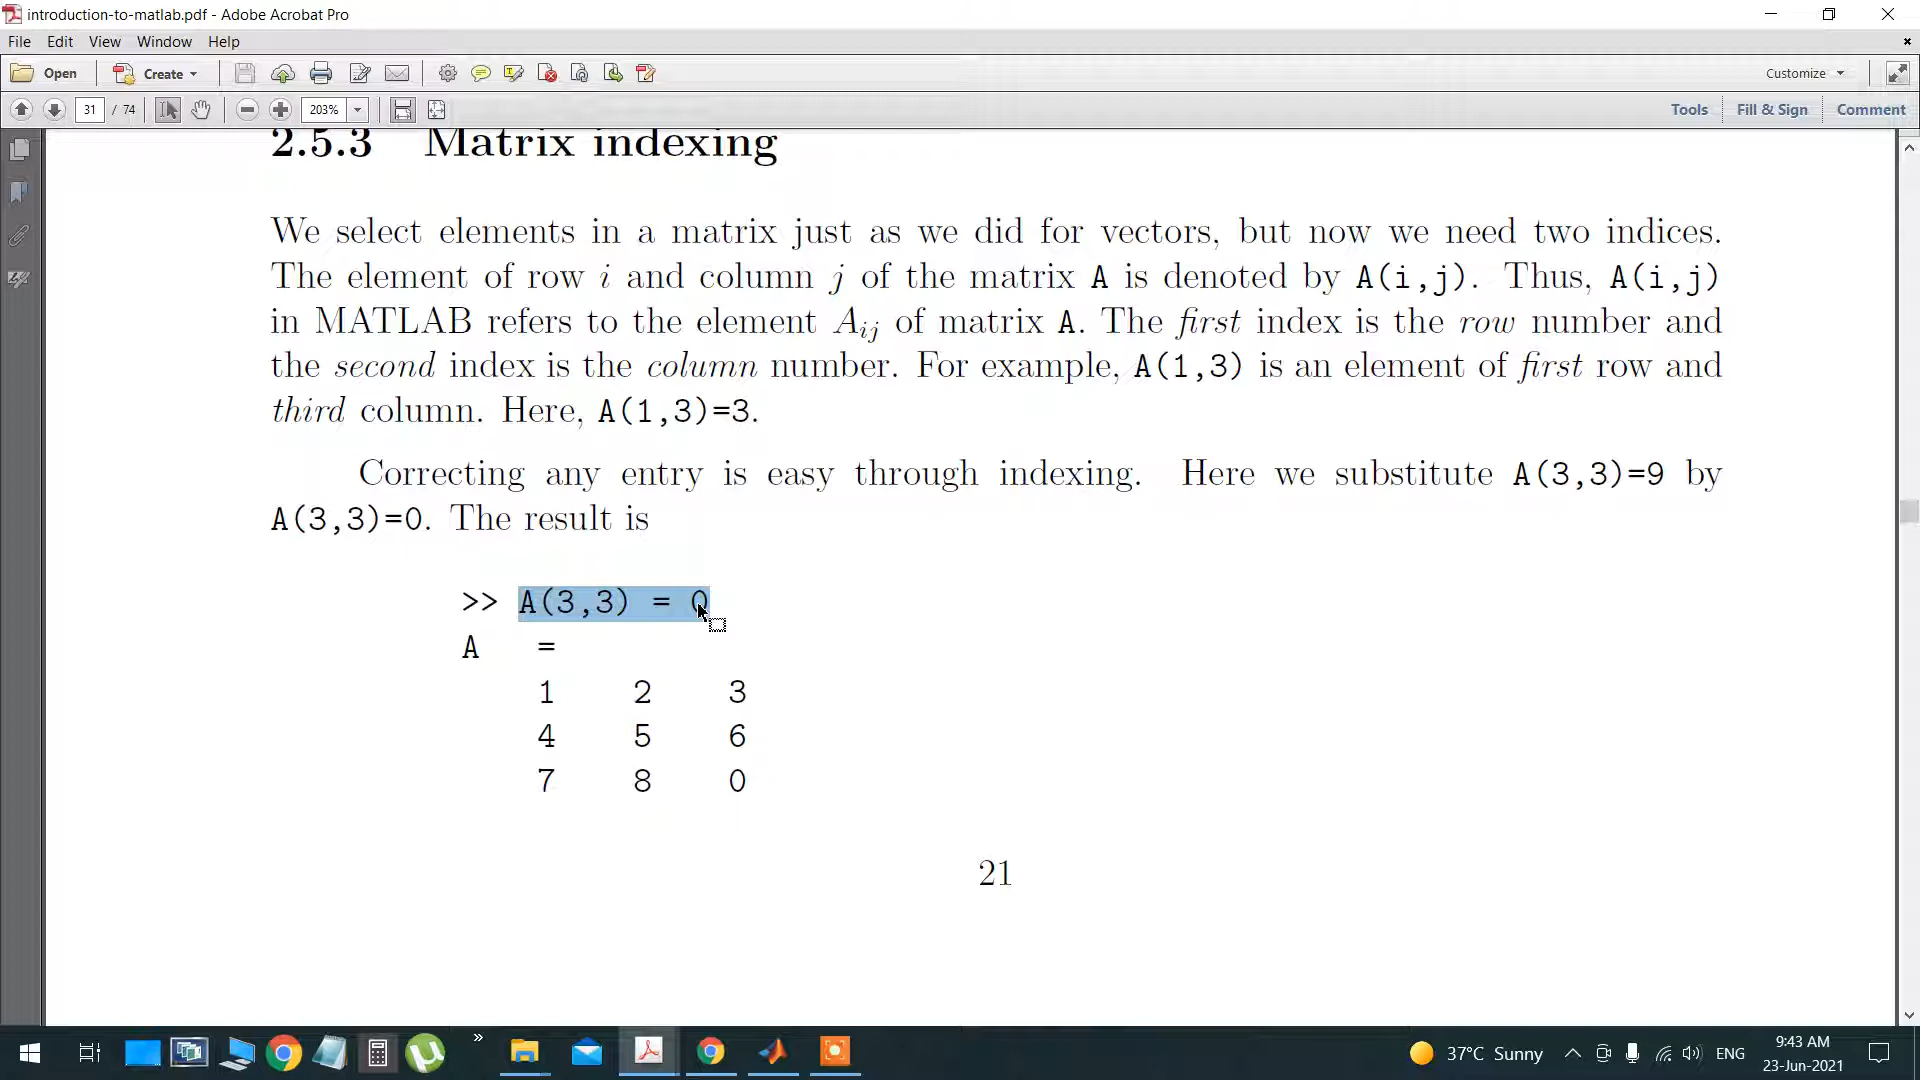 introduction-to-matlab.pdf - Adobe Acrobat Pro
File Edit View Window Help
Open Create Customize
31 / 74 203% Tools Fill & Sign Comment
2.5.3 Matrix indexing
We select elements in a matrix just as we did for vectors, but now we need two indices.
The element of row i and column j of the matrix A is denoted by A(i,j). Thus, A(i,j)
in MATLAB refers to the element Aij of matrix A. The first index is the row number and
the second index is the column number. For example, A(1,3) is an element of first row and
third column. Here, A(1,3)=3.
Correcting any entry is easy through indexing. Here we substitute A(3,3)=9 by
A(3,3)=0. The result is
>> A(3,3) = 0
A =
1 2 3
4 5 6
7 8 0
21
37°C Sunny ENG 9:43 AM
23-Jun-2021